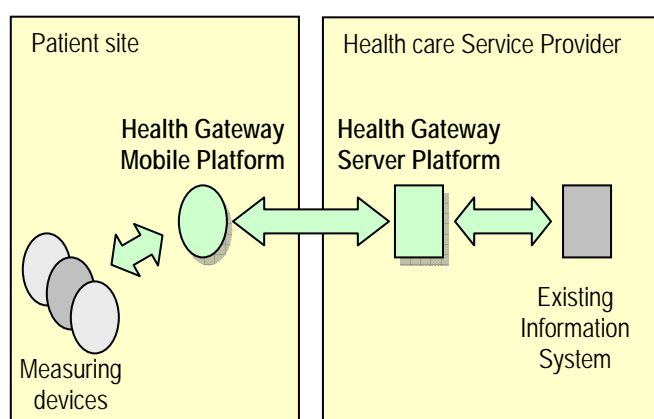 Patient site
Health care Service Provider
Health Gateway
Mobile Platform
Health Gateway
Server Platform
Measuring
devices
Existing
Information
System